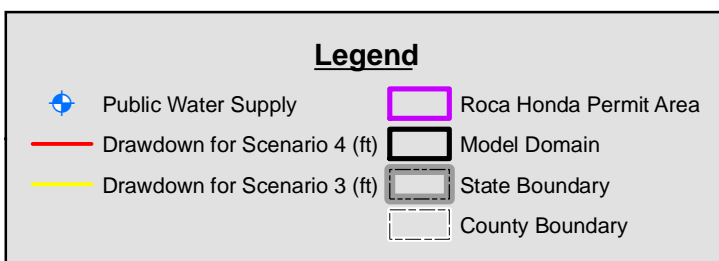 Legend
Public Water Supply
Drawdown for Scenario 4 (ft)
Drawdown for Scenario 3 (ft)
Roca Honda Permit Area
Model Domain
State Boundary
County Boundary